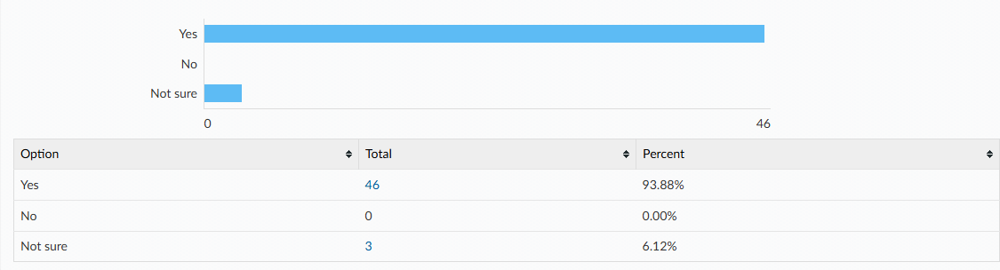 Yes
No
Not sure
0 46
Option Total Percent
Yes 46 93.88%
No 0 0.00%
Not sure 3 6.12%